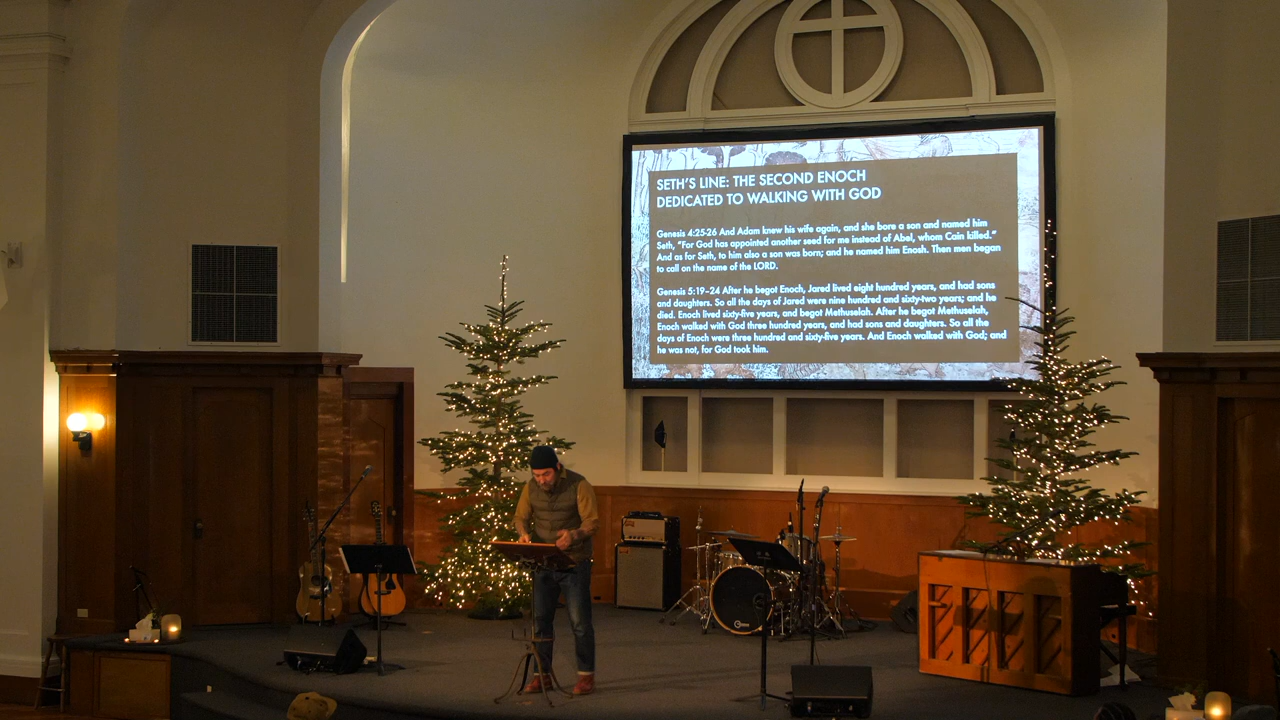 SETH'S LINE: THE SECOND ENOCH
DEDICATED TO WALKING WITH GOD
Genesis 4:25-26 And Adam knew his wife again, and she bore a son and named him
Seth, "For God has appointed another seed for me instead of Abel, whom Cain killed."
And as for Seth, to him also a son was born; and he named him Enosh. Then men began
to call on the name of the LORD.
Genesis 5:19–24 After he begot Enoch, Jared lived eight hundred years, and had sons
and daughters. So all the days of Jared were nine hundred and sixty-two years; and he
died. Enoch lived sixty-five years, and begot Methuselah. After he begot Methuselah,
Enoch walked with God three hundred years, and had sons and daughters. So all the
days of Enoch were three hundred and sixty-five years. And Enoch walked with God; and
he was not, for God took him.